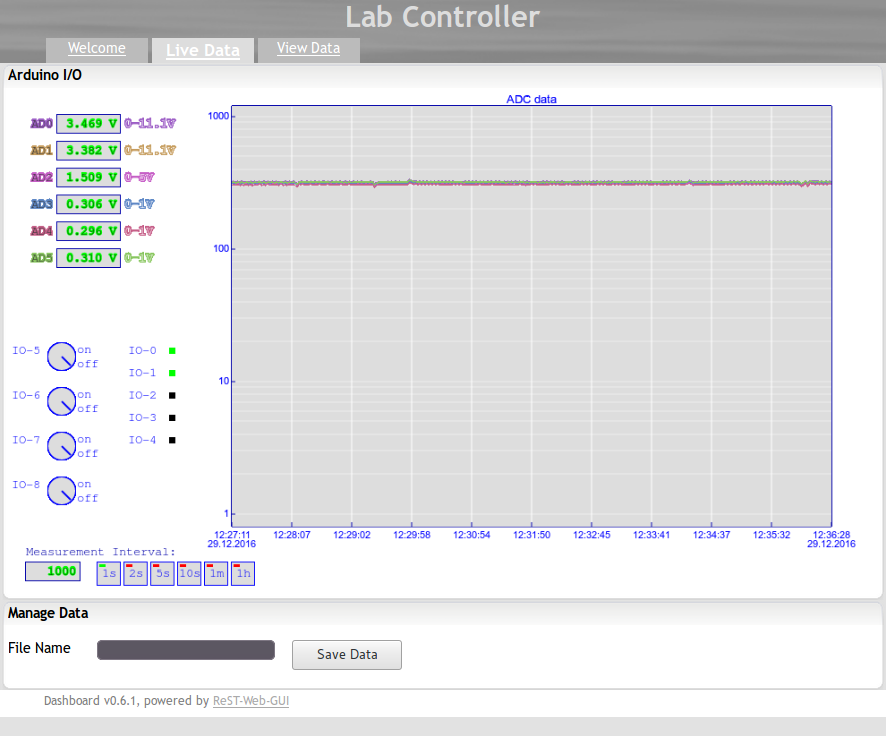 Lab Controller
Welcome Live Data View Data
Arduino I/O
ADC data
AD0 3.469 V 0-11.1V
AD1 3.382 V 0-11.1V
AD2 1.509 V 0-5V
AD3 0.306 V 0-1V
AD4 0.296 V 0-1V
AD5 0.310 V 0-1V
1000
100
10
1
IO-5 on off
IO-6 on off
IO-7 on off
IO-8 on off
IO-0
IO-1
IO-2
IO-3
IO-4
12:27:11 12:28:07 12:29:02 12:29:58 12:30:54 12:31:50 12:32:45 12:33:41 12:34:37 12:35:32 12:36:28
29.12.2016 29.12.2016
Measurement Interval:
1000 1s 2s 5s 10s 1m 1h
Manage Data
File Name Save Data
Dashboard v0.6.1, powered by ReST-Web-GUI